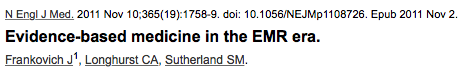 N Engl J Med. 2011 Nov 10;365(19):1758-9. doi: 10.1056/NEJMp1108726. Epub 2011 Nov 2.
Evidence-based medicine in the EMR era.
Frankovich J1, Longhurst CA, Sutherland SM.